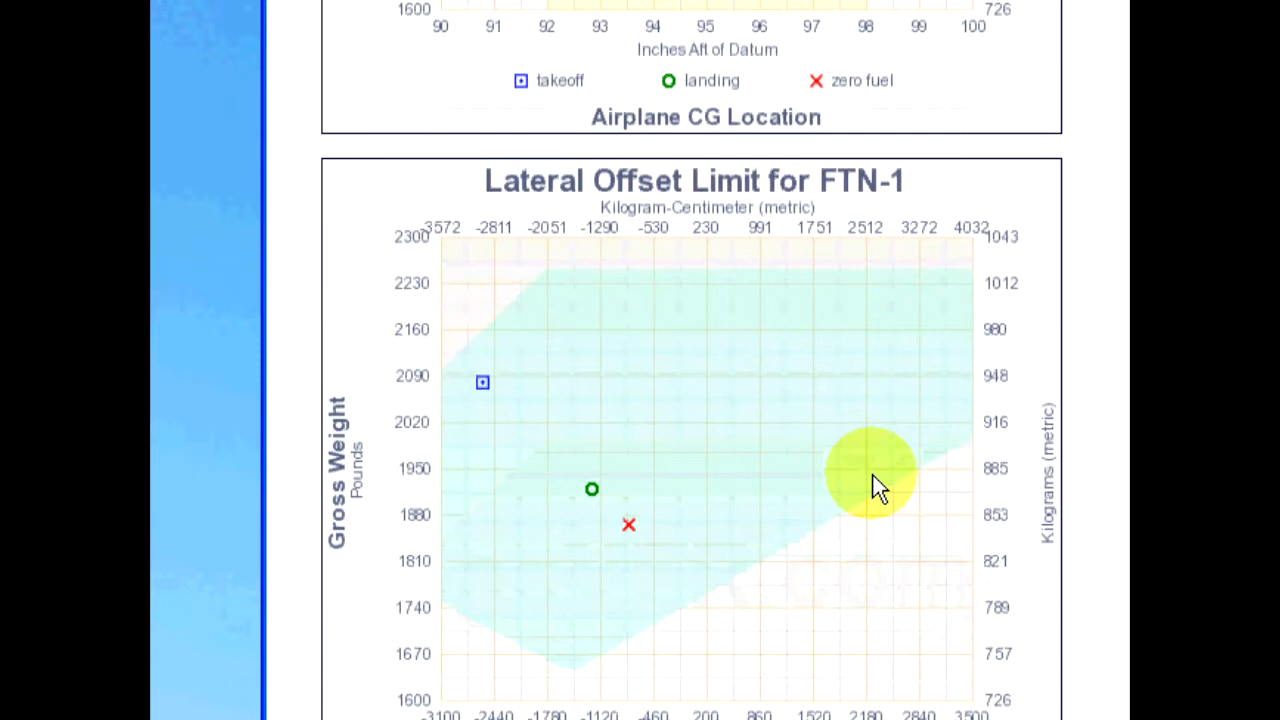 1600 726
90 91 92 93 94 95 96 97 98 99 100
Inches Aft of Datum
takeoff landing zero fuel
Airplane CG Location
Lateral Offset Limit for FTN-1
Kilogram-Centimeter (metric)
-3572 -2811 -2051 -1290 -530 230 991 1751 2512 3272 4032
2300 1043
2230 1012
2160 980
2090 948
2020 916
1950 885
1880 853
1810 821
1740 789
1670 757
1600 726
Gross Weight
Pounds
Kilograms (metric)
-3100 -2440 -1780 -1120 -460 200 860 1520 2180 2840 3500